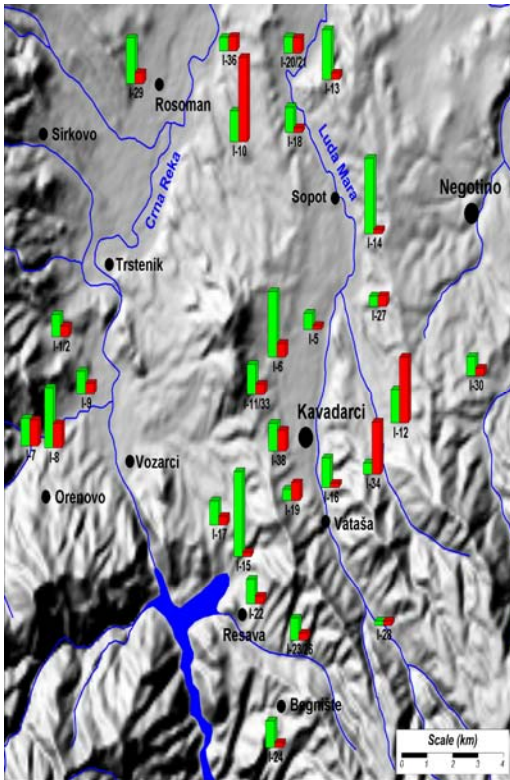 I-36
I-20/21
I-13
I-29
Rosoman
I-10
I-18
Sirkovo
Crna Reka
Luda Mara
Sopot
Negotino
I-14
Trstenik
I-27
I-1/2
I-5
I-6
I-30
I-9
I-11/33
I-12
I-7
I-8
Kavadarci
I-38
Vozarci
I-34
I-16
Orenovo
I-19
I-17
Vataša
I-15
I-22
Resava
I-28
I-23/26
Begnište
I-24
Scale (km)
0 1 2 3 4